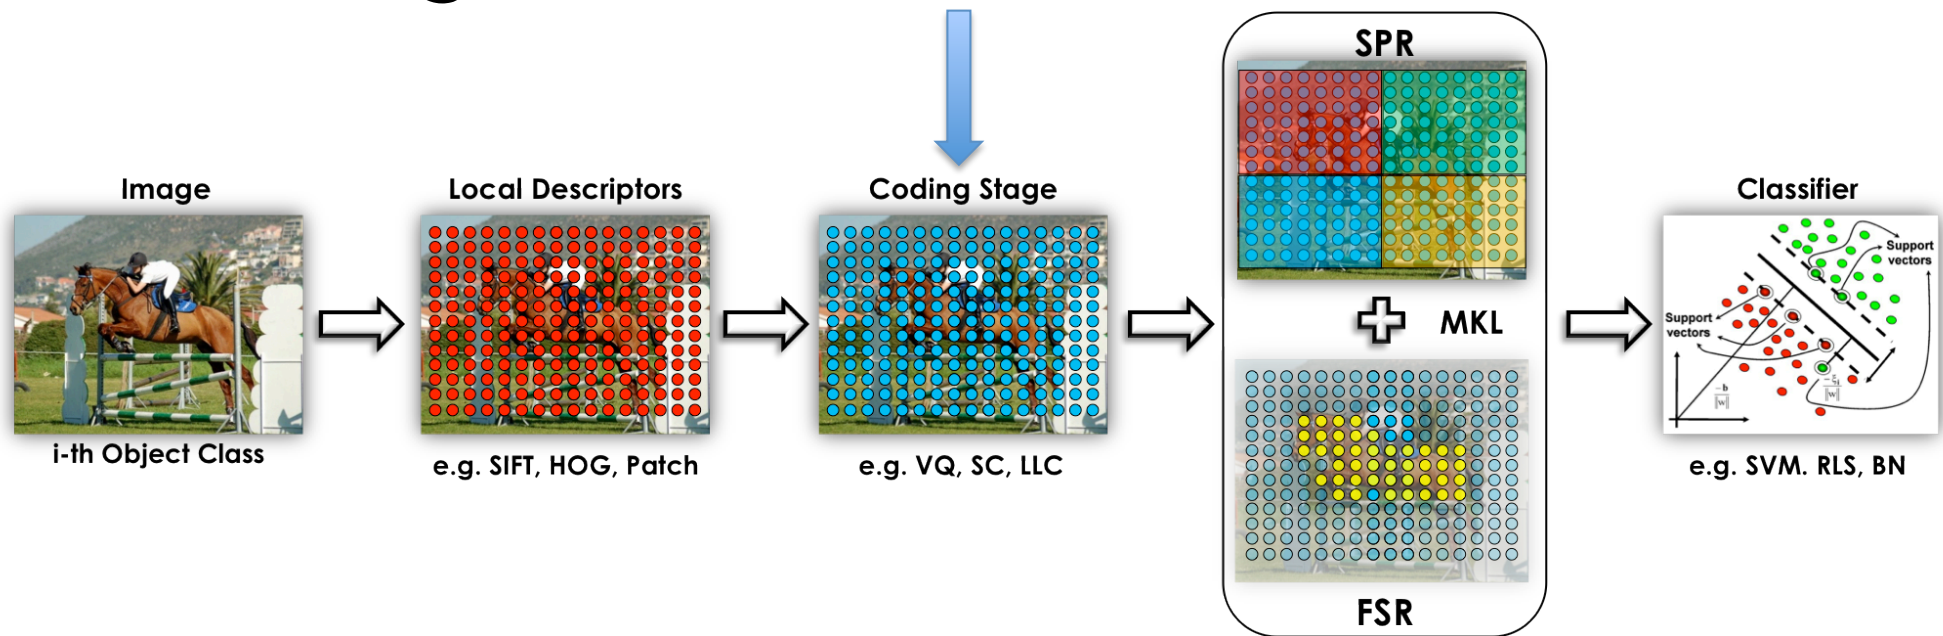 Image
i-th Object Class
Local Descriptors
e.g. SIFT, HOG, Patch
Coding Stage
e.g. VQ, SC, LLC
SPR
MKL
FSR
Classifier
Support
vectors
Support
vectors
-b
‖w‖
-ξᵢ
‖w‖
e.g. SVM. RLS, BN